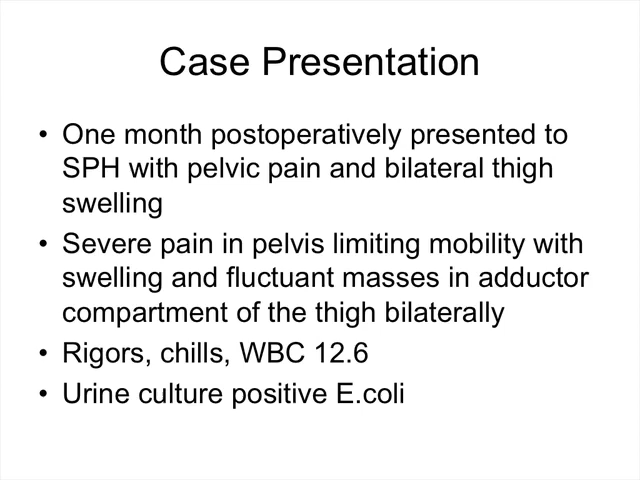 Case Presentation
• One month postoperatively presented to
SPH with pelvic pain and bilateral thigh
swelling
• Severe pain in pelvis limiting mobility with
swelling and fluctuant masses in adductor
compartment of the thigh bilaterally
• Rigors, chills, WBC 12.6
• Urine culture positive E.coli